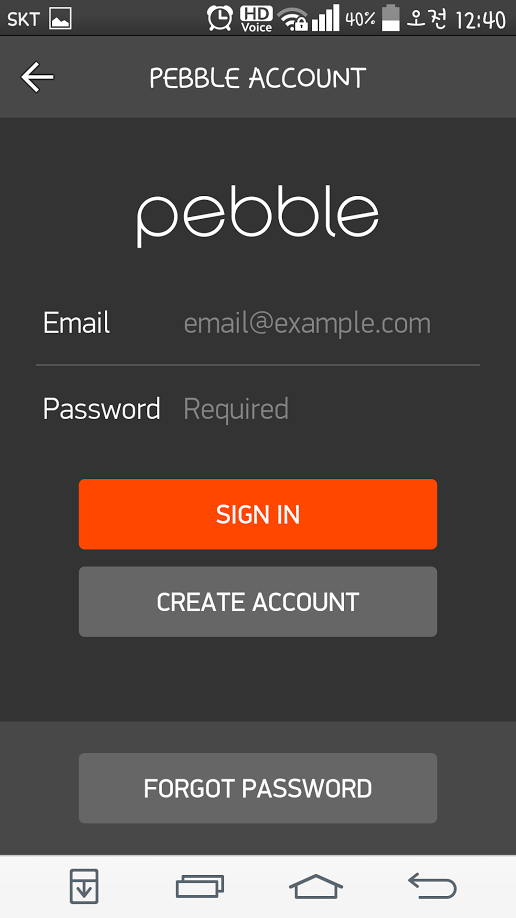 SKT HD Voice 40% 오전 12:40
PEBBLE ACCOUNT
pebble
Email email@example.com
Password Required
SIGN IN
CREATE ACCOUNT
FORGOT PASSWORD